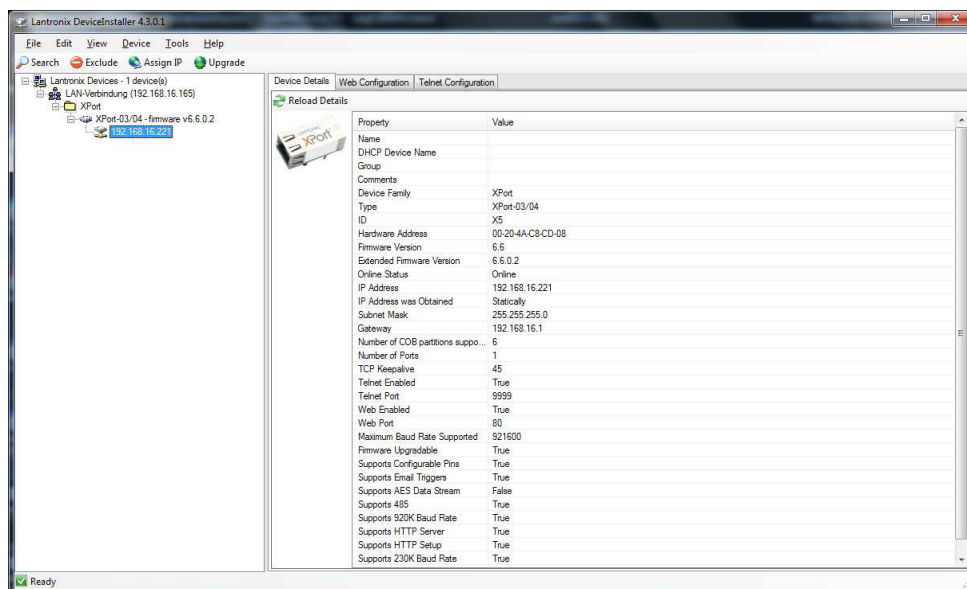 Lantronix DeviceInstaller 4.3.0.1
File Edit View Device Tools Help
Search Exclude Assign IP Upgrade
Lantronix Devices - 1 device(s)
LAN-Verbindung (192.168.16.165)
XPort
XPort-03/04 - firmware v6.6.0.2
192.168.16.221
Device Details Web Configuration Telnet Configuration
Reload Details
XPort
Property Value
Name
DHCP Device Name
Group
Comments
Device Family XPort
Type XPort-03/04
ID X5
Hardware Address 00-20-4A-C8-CD-08
Firmware Version 6.6
Extended Firmware Version 6.6.0.2
Online Status Online
IP Address 192.168.16.221
IP Address was Obtained Statically
Subnet Mask 255.255.255.0
Gateway 192.168.16.1
Number of COB partitions suppo... 6
Number of Ports 1
TCP Keepalive 45
Telnet Enabled True
Telnet Port 9999
Web Enabled True
Web Port 80
Maximum Baud Rate Supported 921600
Firmware Upgradable True
Supports Configurable Pins True
Supports Email Triggers True
Supports AES Data Stream False
Supports 485 True
Supports 920K Baud Rate True
Supports HTTP Server True
Supports HTTP Setup True
Supports 230K Baud Rate True
Ready